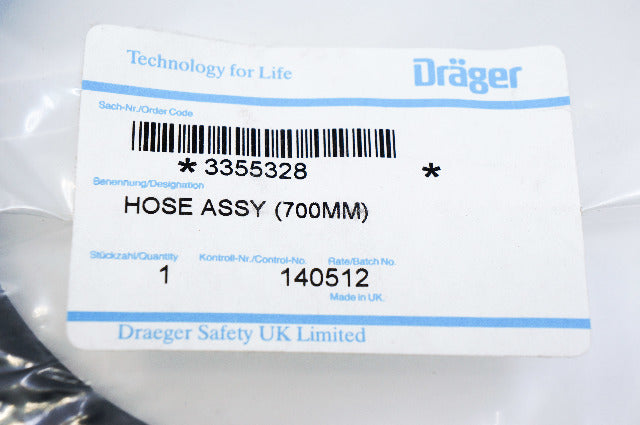 Technology for Life
Dräger
Sach-Nr./Order Code
*3355328 *
Benennung/Designation
HOSE ASSY (700MM)
Stückzahl/Quantity Kontroll-Nr./Control-No. Rate/Batch No.
1 140512
Made in UK.
Draeger Safety UK Limited